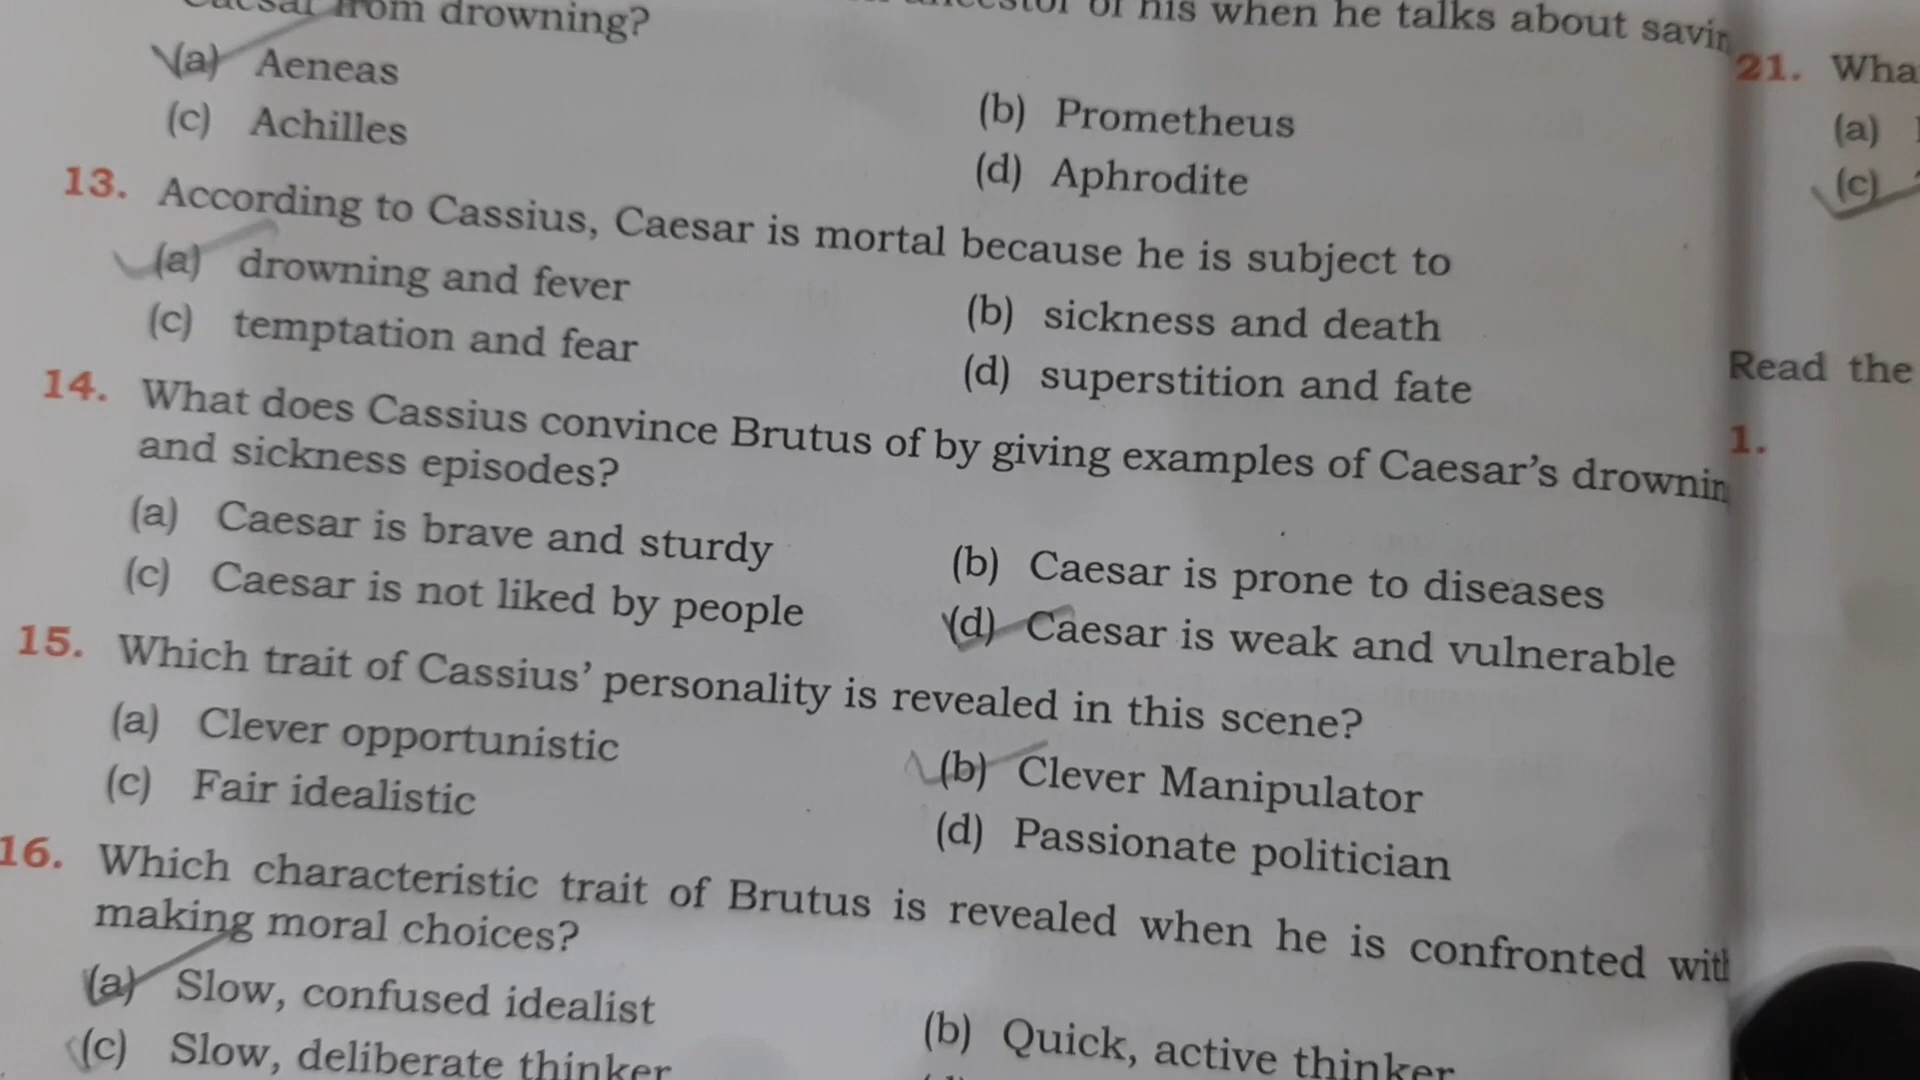 from drowning?
of his when he talks about
(a) Aeneas
(b) Prometheus
(c) Achilles
(d) Aphrodite
13. According to Cassius, Caesar is mortal because he is subject to
(a) drowning and fever
(b) sickness and death
(c) temptation and fear
(d) superstition and fate
14. What does Cassius convince Brutus of by giving examples of Caesar's
and sickness episodes?
(a) Caesar is brave and sturdy
(b) Caesar is prone to diseases
(c) Caesar is not liked by people
(d) Caesar is weak and vulnerable
15. Which trait of Cassius' personality is revealed in this scene?
(a) Clever opportunistic
(b) Clever Manipulator
(c) Fair idealistic
(d) Passionate politician
16. Which characteristic trait of Brutus is revealed when he is confronted
making moral choices?
(a) Slow, confused idealist
(b) Quick, active thinker
(c) Slow, deliberate thinker
21.
(a)
(c)
Read the
1.